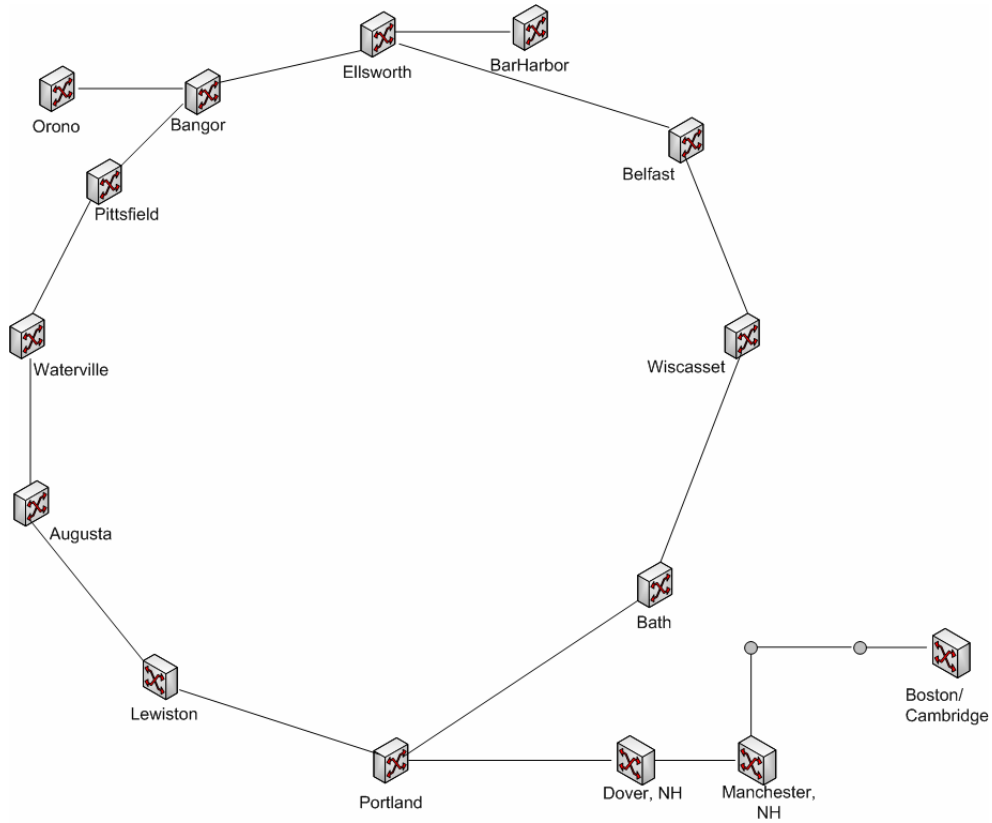 BarHarbor
Ellsworth
Orono
Bangor
Belfast
Pittsfield
Waterville
Wiscasset
Augusta
Bath
Lewiston
Boston/
Cambridge
Portland
Dover, NH
Manchester,
NH